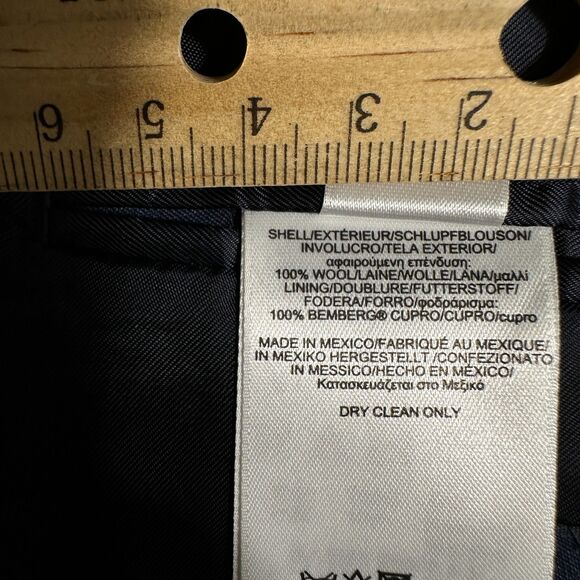 6 5 4 3 2
SHELL/EXTÉRIEUR/SCHLUPFBLOUSON/
INVOLUCRO/TELA EXTERIOR/
αφαιρούμενη επένδυση:
100% WOOL/LAINE/WOLLE/LANA/μαλλί
LINING/DOUBLURE/FUTTERSTOFF/
FODERA/FORRO/φοδράρισμα:
100% BEMBERG® CUPRO/CUPRO/cupro
MADE IN MEXICO/FABRIQUÉ AU MEXIQUE/
IN MEXIKO HERGESTELLT /CONFEZIONATO
IN MESSICO/HECHO EN MÉXICO/
Κατασκευάζεται στο Μεξικό
DRY CLEAN ONLY